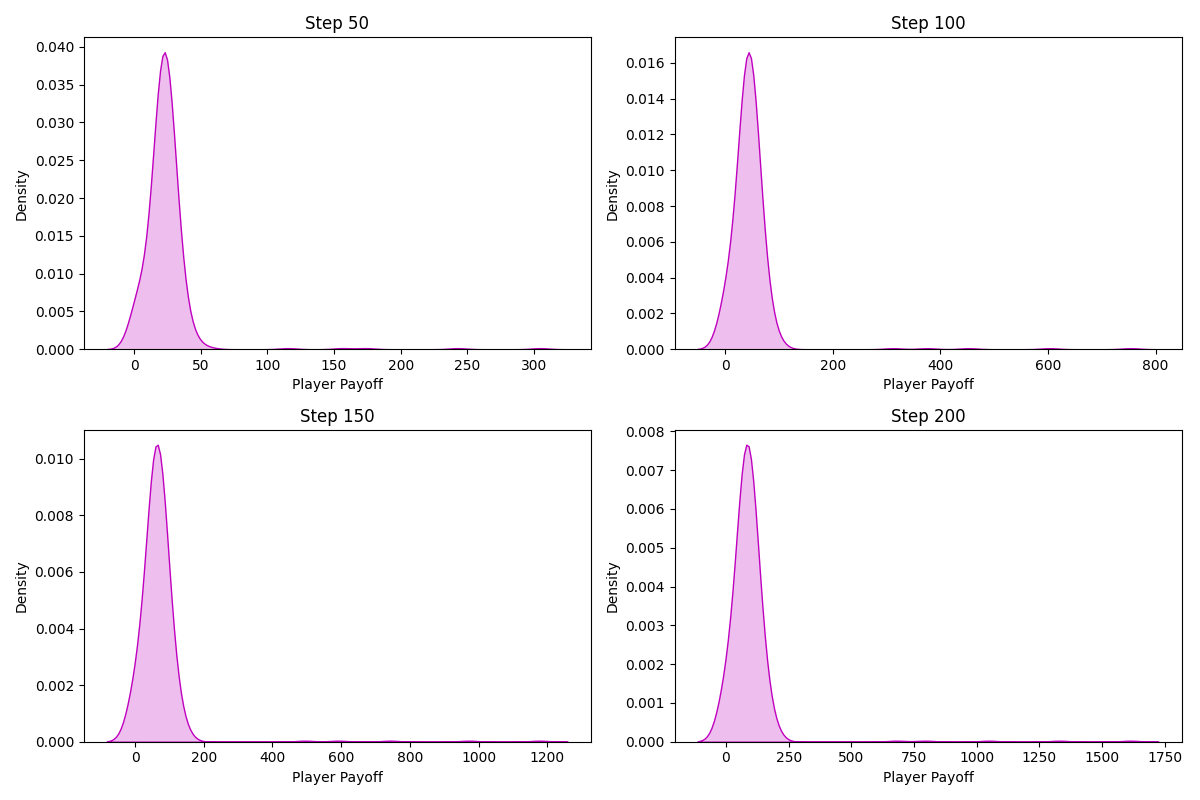 Step 50
0.040
0.035
0.030
0.025
0.020
0.015
0.010
0.005
0.000
Density
0 50 100 150 200 250 300
Player Payoff
Step 100
0.016
0.014
0.012
0.010
0.008
0.006
0.004
0.002
0.000
Density
0 200 400 600 800
Player Payoff
Step 150
0.010
0.008
0.006
0.004
0.002
0.000
Density
0 200 400 600 800 1000 1200
Player Payoff
Step 200
0.008
0.007
0.006
0.005
0.004
0.003
0.002
0.001
0.000
Density
0 250 500 750 1000 1250 1500 1750
Player Payoff